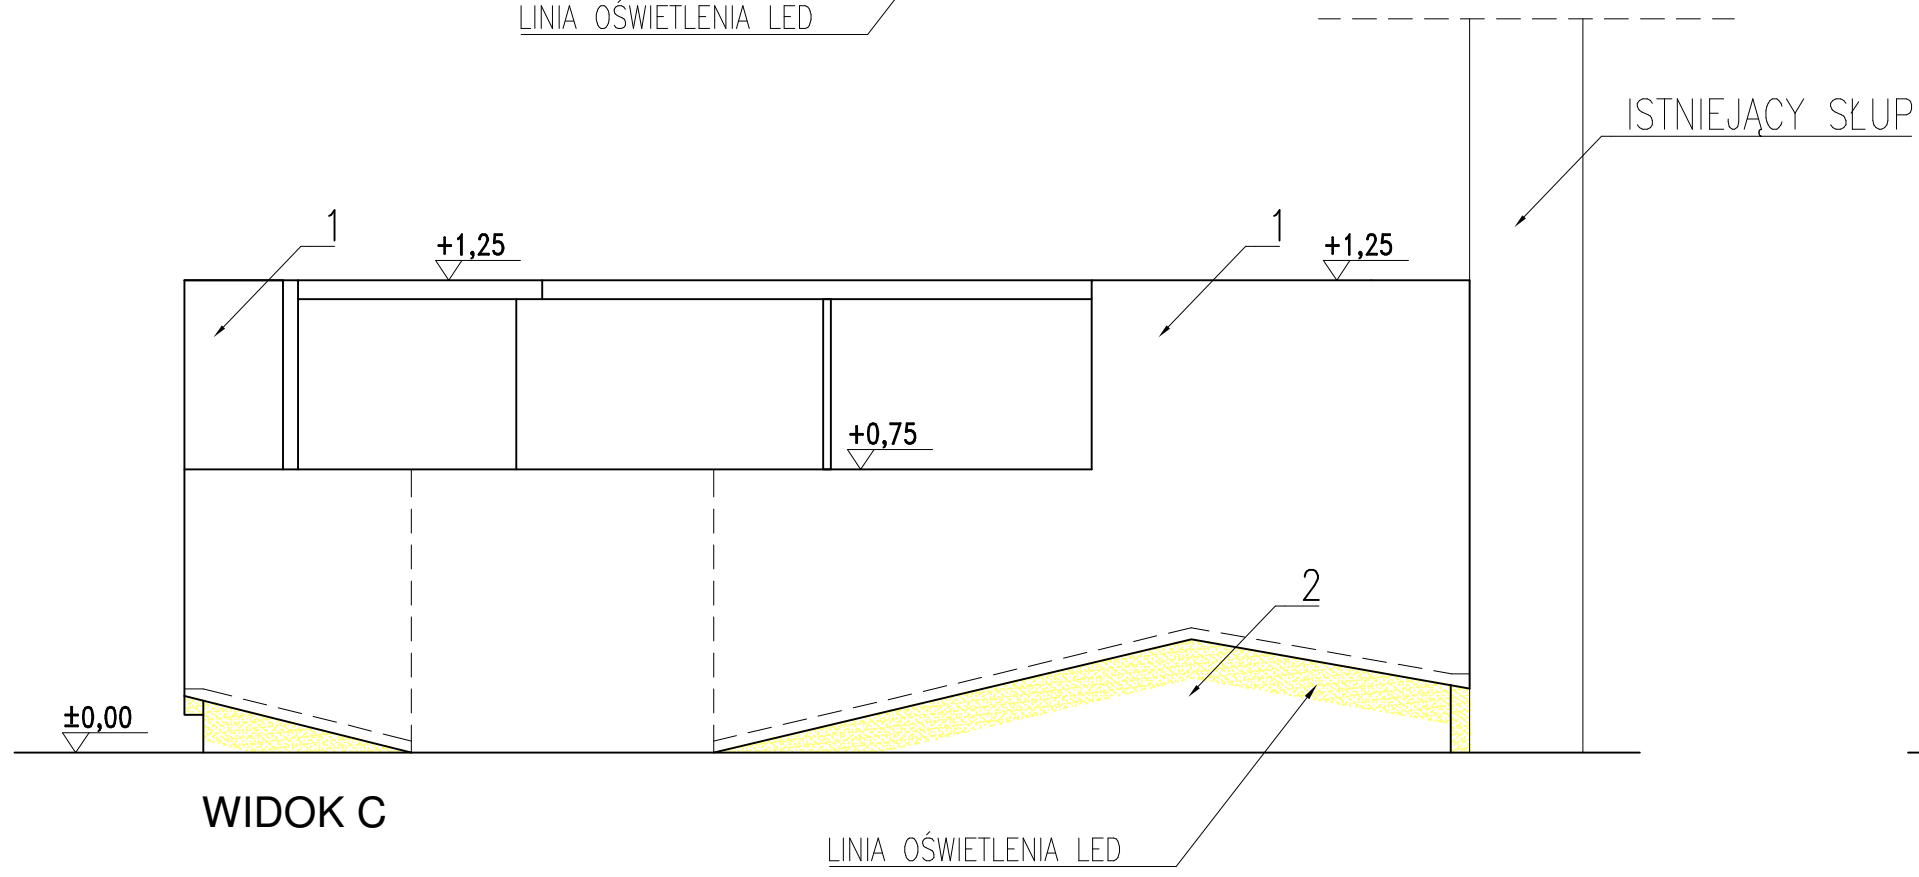 LINIA OŚWIETLENIA LED
ISTNIEJĄCY SŁUP
1
+1,25
1
+1,25
+0,75
2
±0,00
WIDOK C
LINIA OŚWIETLENIA LED